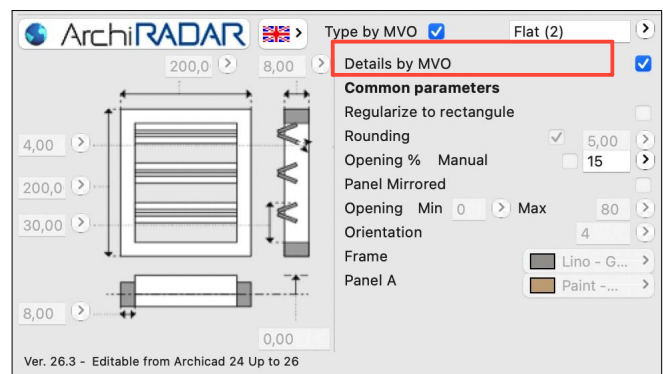 ArchiRADAR
Type by MVO Flat (2)
200,0 8,00
Details by MVO
Common parameters
Regularize to rectangule
Rounding 5,00
4,00
Opening % Manual 15
Panel Mirrored
200,0
Opening Min 0 Max 80
30,00
Orientation 4
Frame Lino - G...
Panel A Paint -...
8,00
0,00
Ver. 26.3 - Editable from Archicad 24 Up to 26